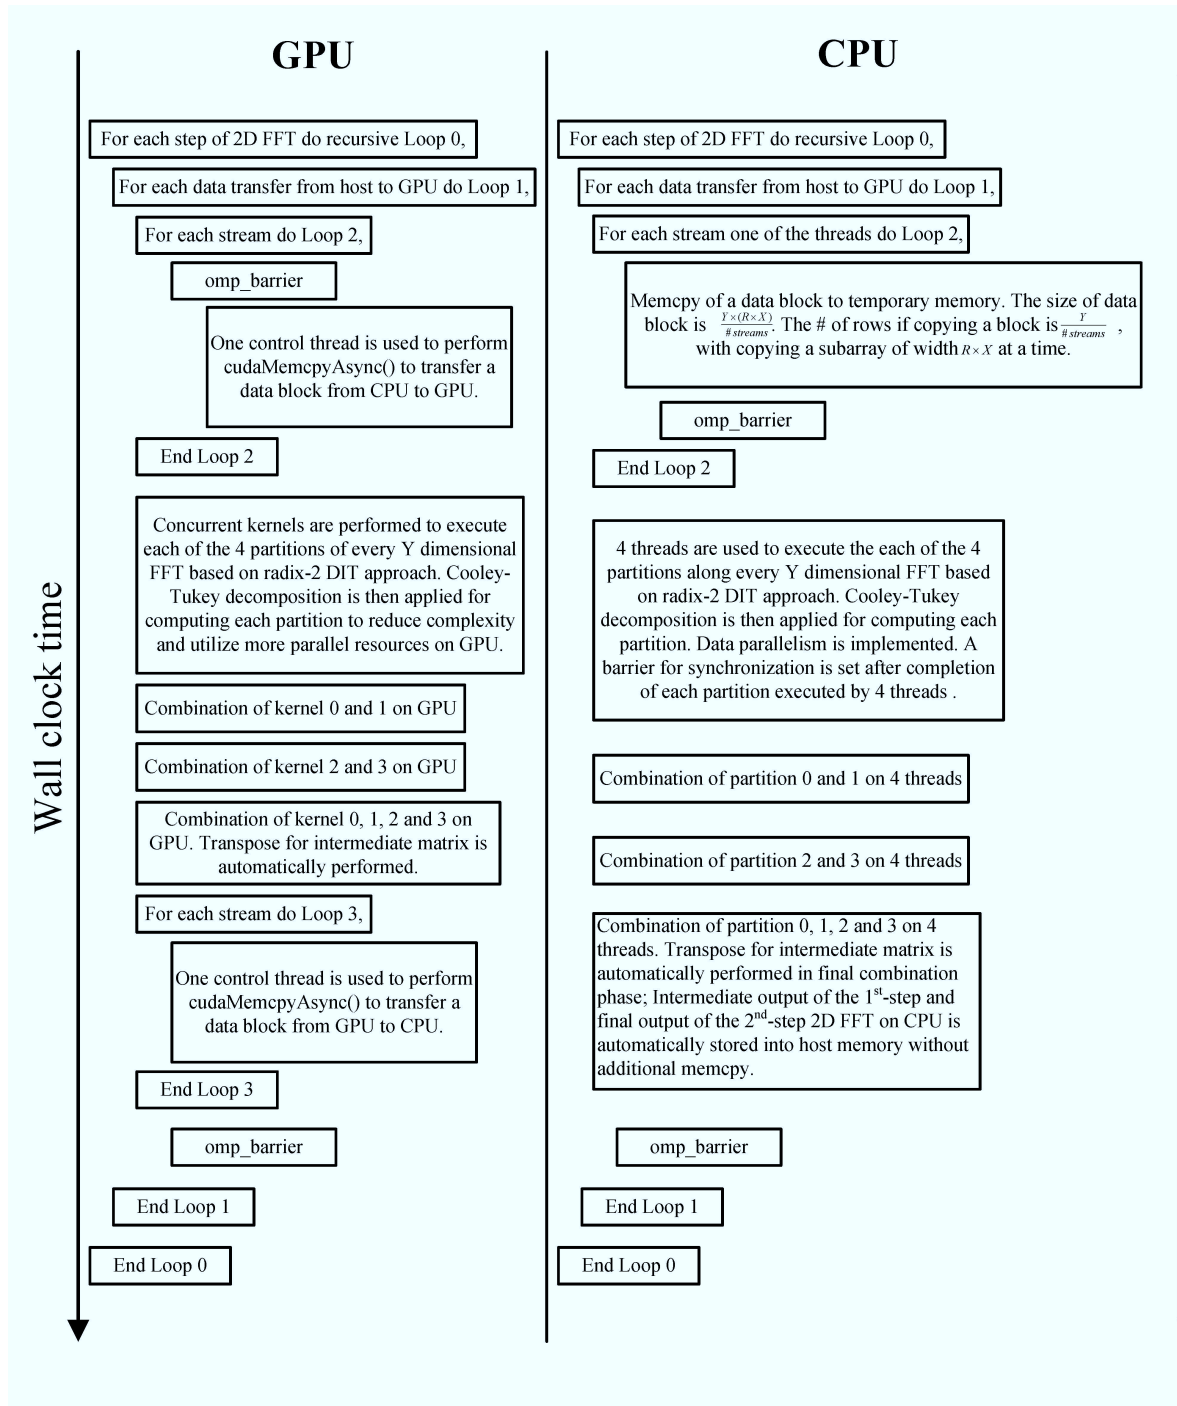 GPU
For each step of 2D FFT do recursive Loop 0,
For each data transfer from host to GPU do Loop 1,
For each stream do Loop 2,
omp_barrier
One control thread is used to perform
cudaMemcpyAsync() to transfer a
data block from CPU to GPU.
End Loop 2
Concurrent kernels are performed to execute
each of the 4 partitions of every Y dimensional
FFT based on radix-2 DIT approach. Cooley-
Tukey decomposition is then applied for
computing each partition to reduce complexity
and utilize more parallel resources on GPU.
Combination of kernel 0 and 1 on GPU
Combination of kernel 2 and 3 on GPU
Combination of kernel 0, 1, 2 and 3 on
GPU. Transpose for intermediate matrix is
automatically performed.
For each stream do Loop 3,
One control thread is used to perform
cudaMemcpyAsync() to transfer a
data block from GPU to CPU.
End Loop 3
omp_barrier
End Loop 1
End Loop 0
CPU
For each step of 2D FFT do recursive Loop 0,
For each data transfer from host to GPU do Loop 1,
For each stream one of the threads do Loop 2,
Memcpy of a data block to temporary memory. The size of data
block is Y×(R×X)/# streams. The # of rows if copying a block is Y/# streams ,
with copying a subarray of width R×X at a time.
omp_barrier
End Loop 2
4 threads are used to execute the each of the 4
partitions along every Y dimensional FFT based
on radix-2 DIT approach. Cooley-Tukey
decomposition is then applied for computing each
partition. Data parallelism is implemented. A
barrier for synchronization is set after completion
of each partition executed by 4 threads .
Combination of partition 0 and 1 on 4 threads
Combination of partition 2 and 3 on 4 threads
Combination of partition 0, 1, 2 and 3 on 4
threads. Transpose for intermediate matrix is
automatically performed in final combination
phase; Intermediate output of the 1st-step and
final output of the 2nd-step 2D FFT on CPU is
automatically stored into host memory without
additional memcpy.
omp_barrier
End Loop 1
End Loop 0
Wall clock time